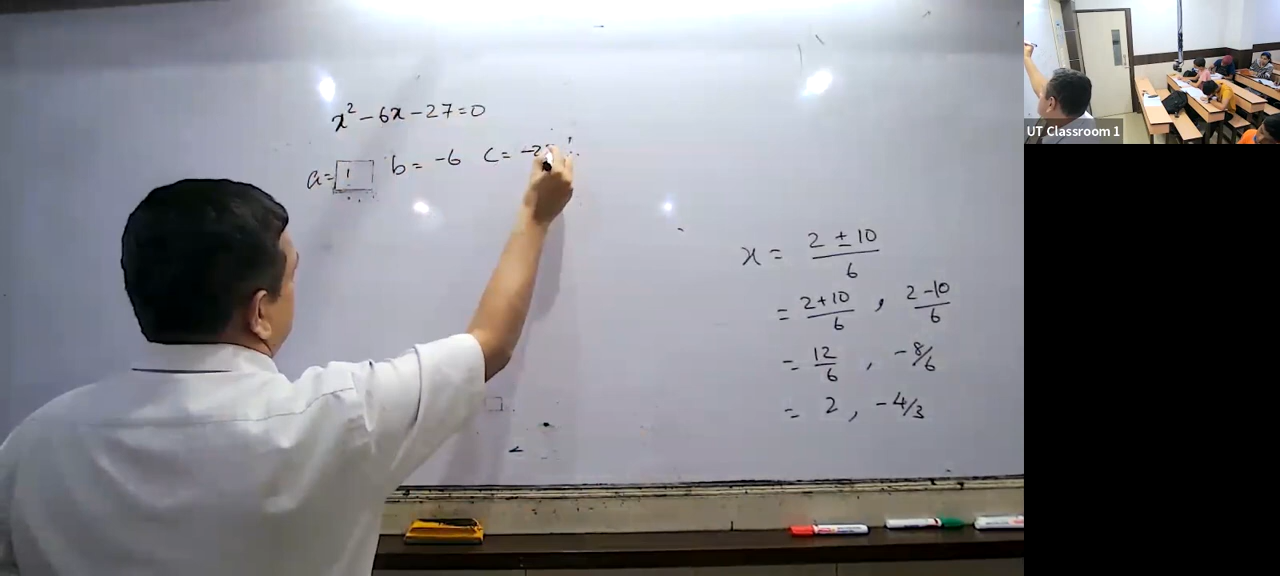 x² - 6x - 27 = 0
a = 1 b = -6 c = -2
x = (2 ± 10)/6
= (2+10)/6 , (2-10)/6
= 12/6 , -8/6
= 2 , -4/3
UT Classroom 1